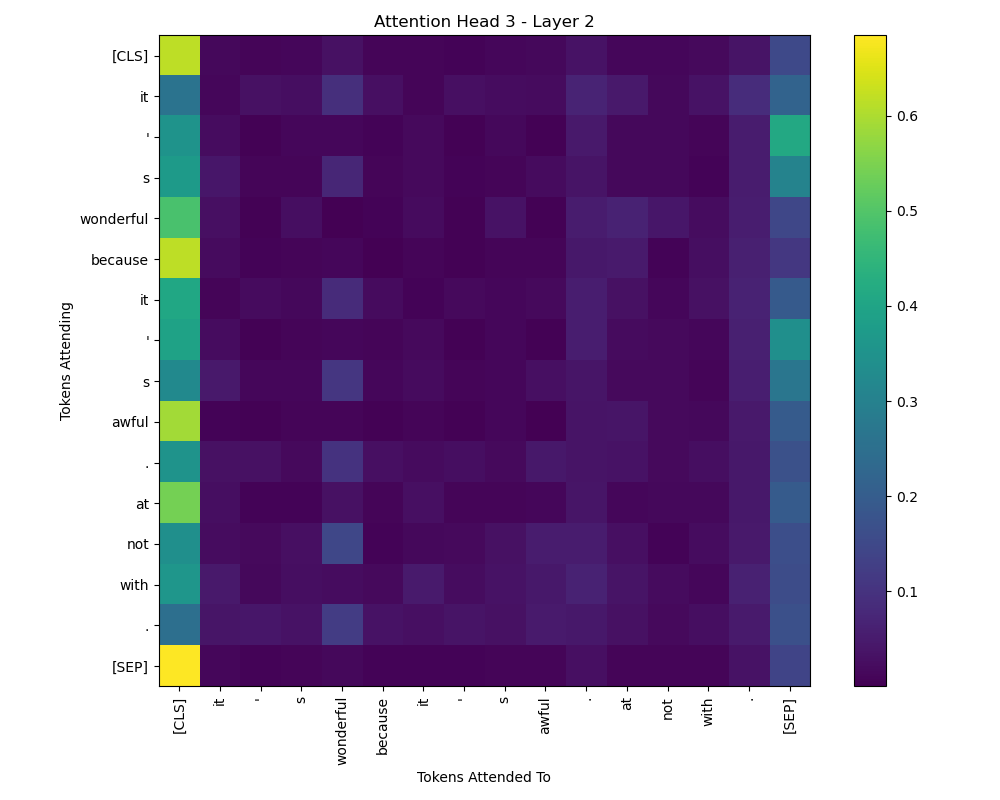 Attention Head 3 - Layer 2
Tokens Attending
[CLS]
it
'
s
wonderful
because
it
'
s
awful
.
at
not
with
.
[SEP]
[CLS]
it
'
s
wonderful
because
it
'
s
awful
.
at
not
with
.
[SEP]
Tokens Attended To
0.6
0.5
0.4
0.3
0.2
0.1